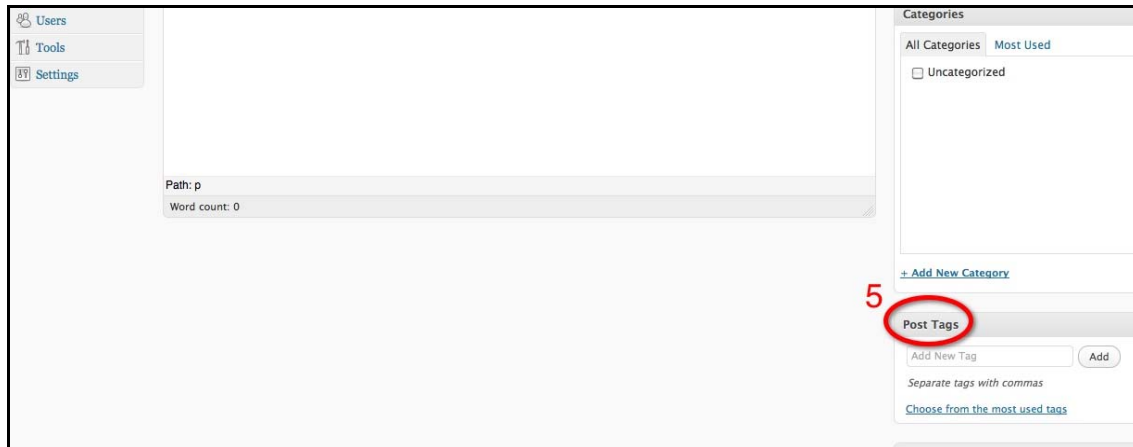 Users
Tools
Settings
Path: p
Word count: 0
Categories
All Categories Most Used
Uncategorized
+ Add New Category
5
Post Tags
Add New Tag Add
Separate tags with commas
Choose from the most used tags